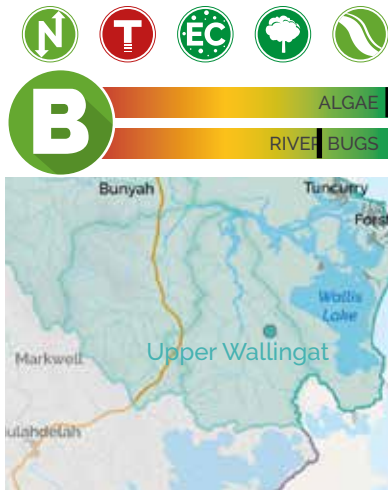 N T EC
B
ALGAE
RIVER BUGS
Bunyah Tuncurry
Forst
Wallis
Lake
Upper Wallingat
Markwell
ulahdelah